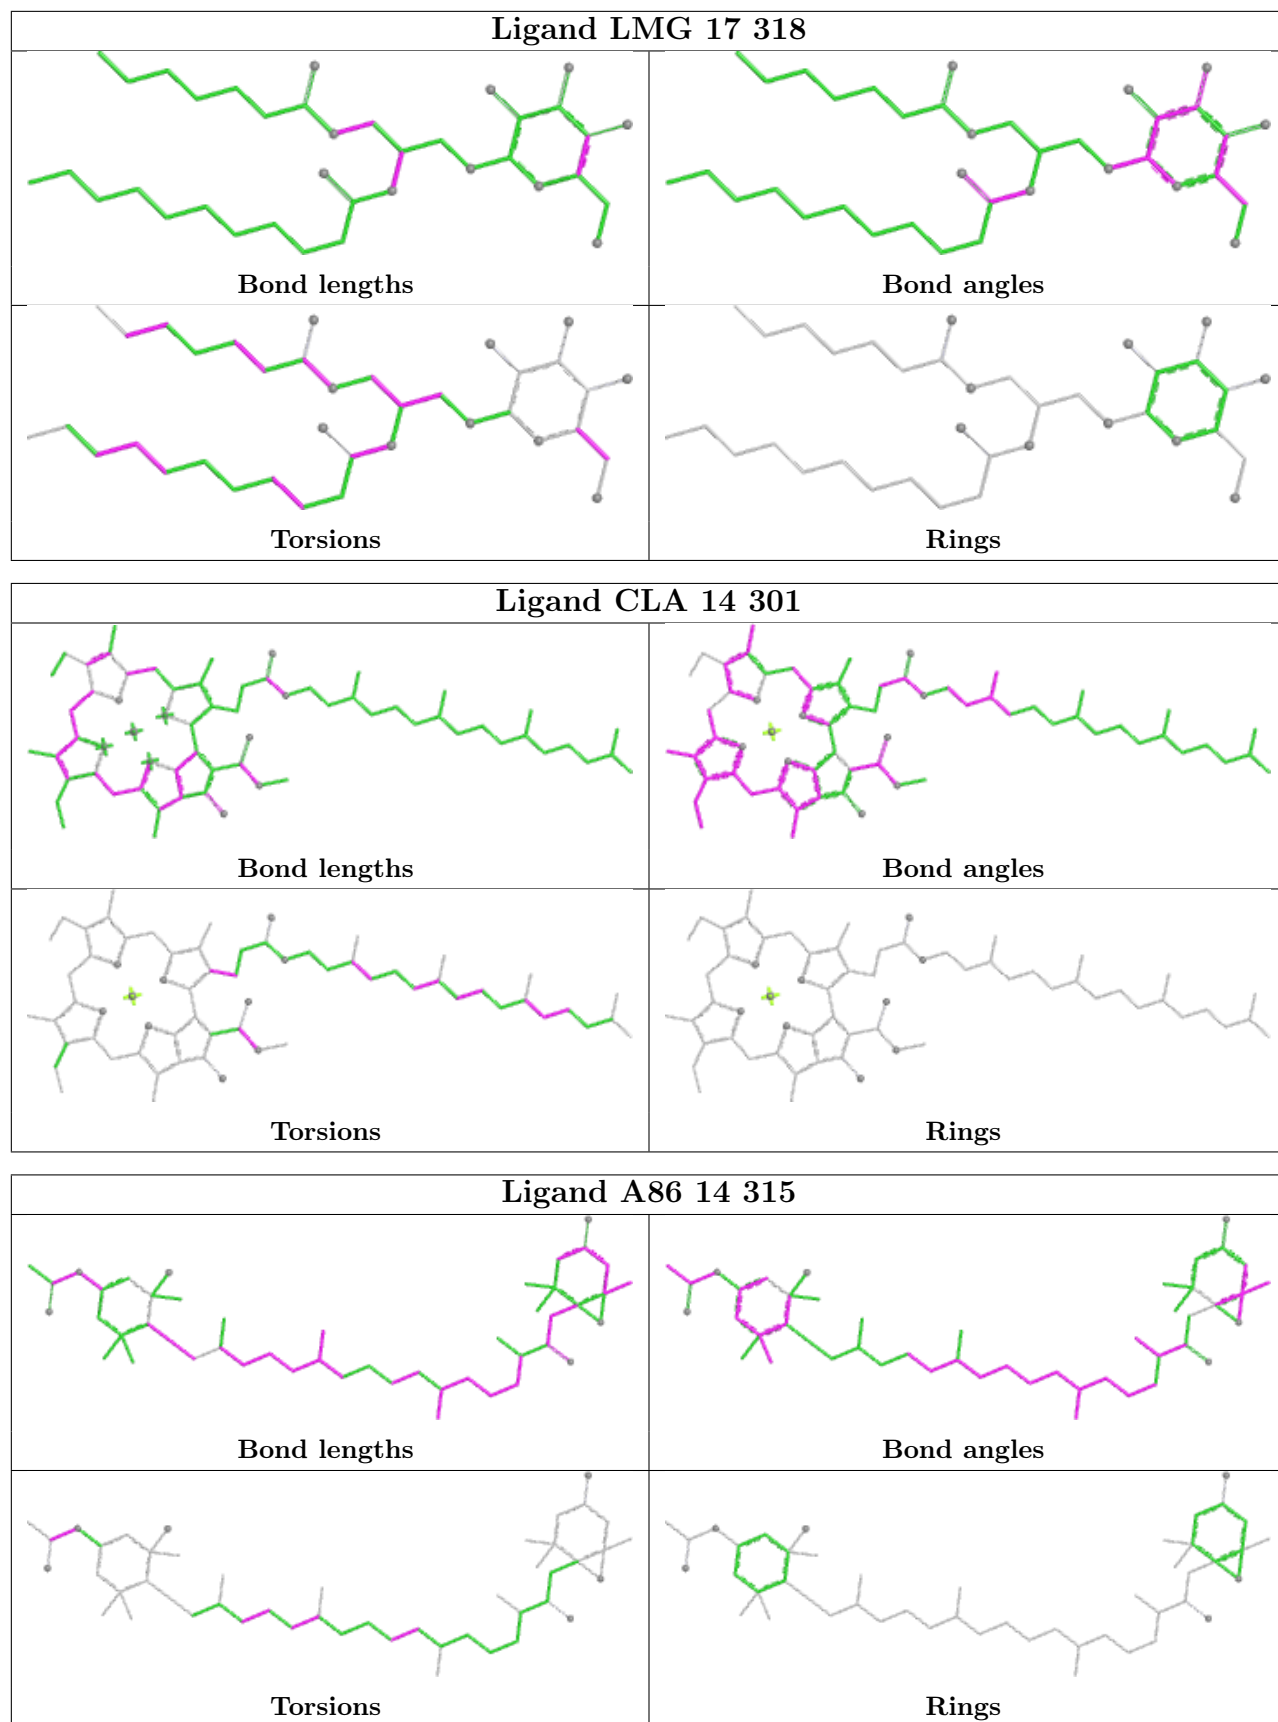 Ligand LMG 17 318
Bond lengths
Bond angles
Torsions
Rings
Ligand CLA 14 301
Bond lengths
Bond angles
Torsions
Rings
Ligand A86 14 315
Bond lengths
Bond angles
Torsions
Rings